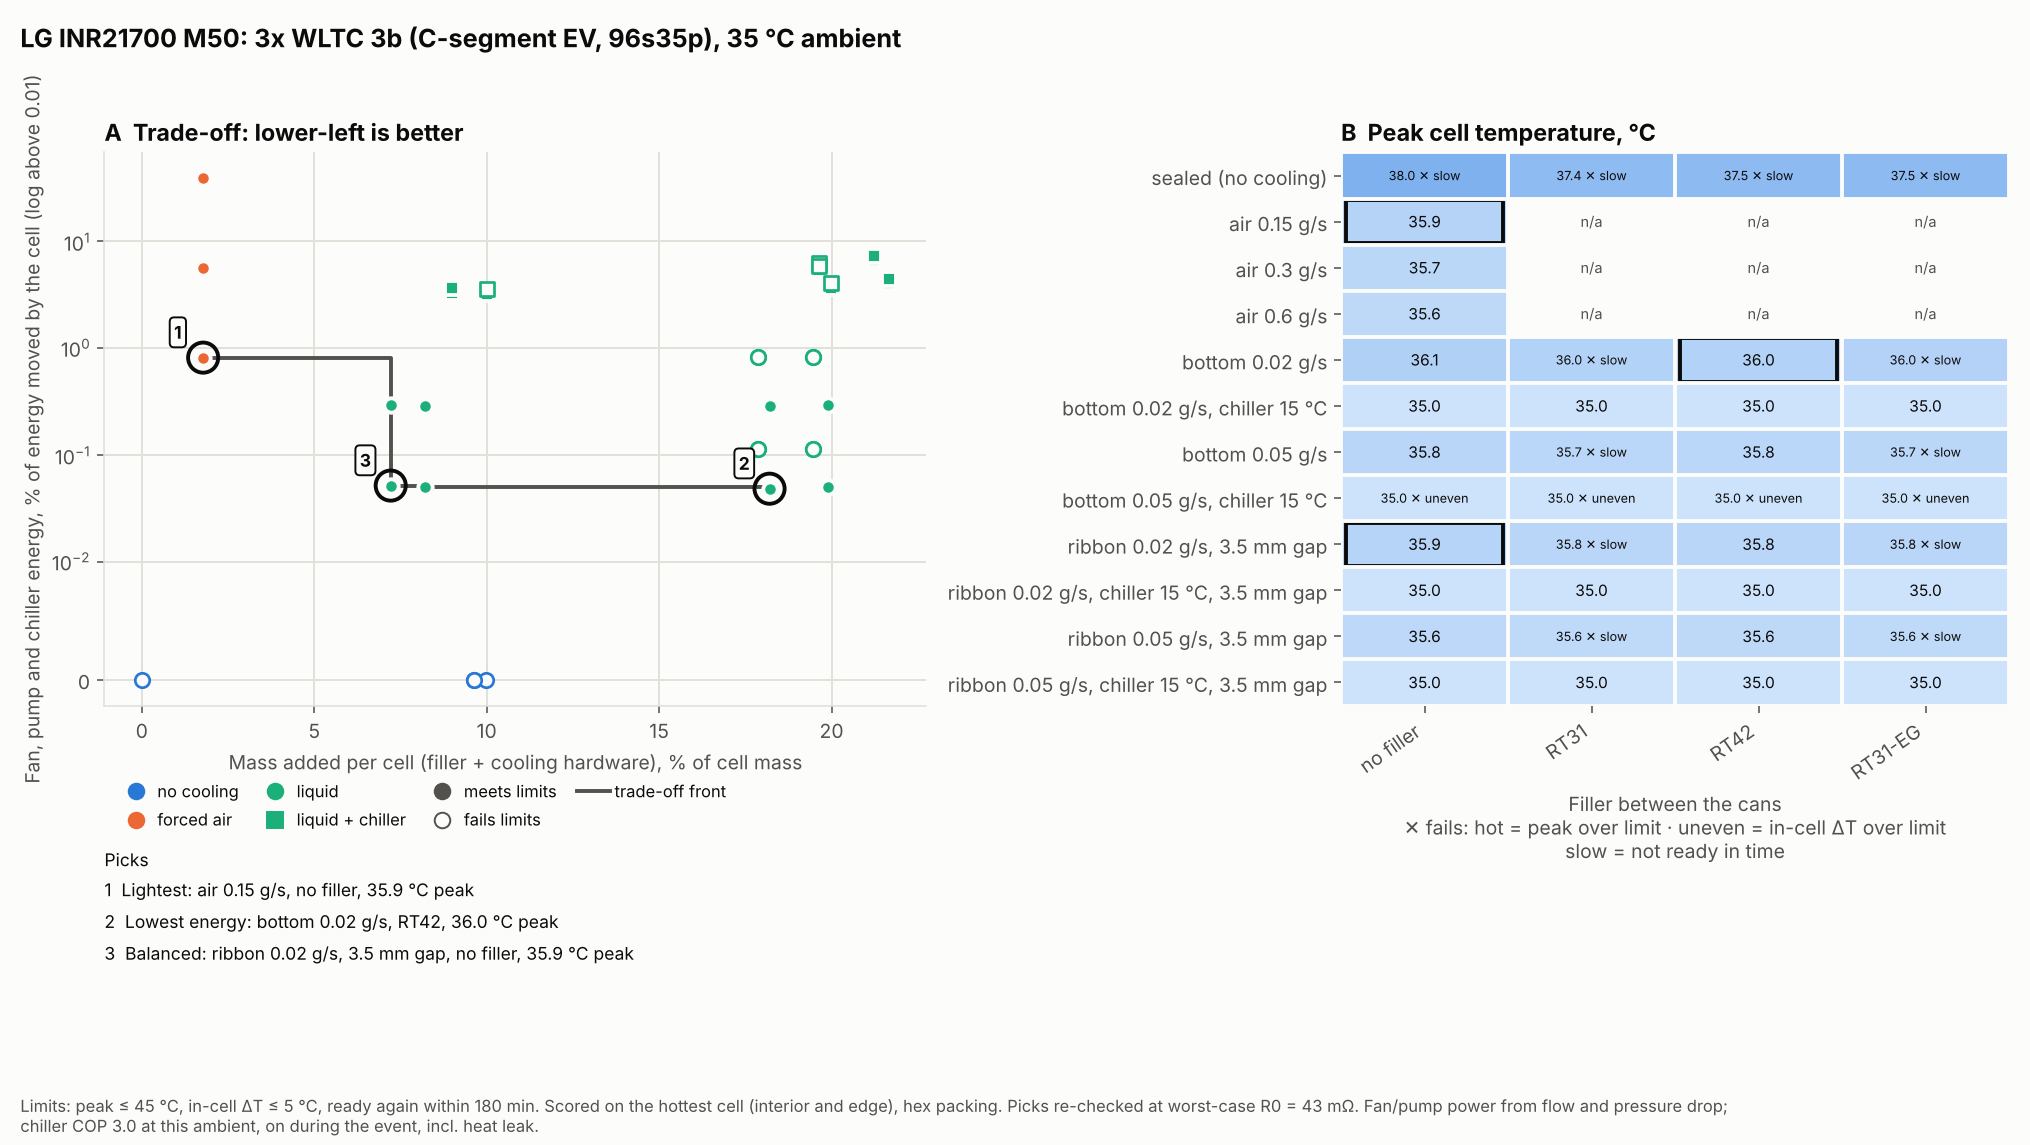 LG INR21700 M50: 3x WLTC 3b (C-segment EV, 96s35p), 35 °C ambient
A Trade-off: lower-left is better
Fan, pump and chiller energy, % of energy moved by the cell (log above 0.01)
10¹
10⁰
10⁻¹
10⁻²
0
1
3
2
0 5 10 15 20
Mass added per cell (filler + cooling hardware), % of cell mass
no cooling liquid meets limits trade-off front
forced air liquid + chiller fails limits
Picks
1 Lightest: air 0.15 g/s, no filler, 35.9 °C peak
2 Lowest energy: bottom 0.02 g/s, RT42, 36.0 °C peak
3 Balanced: ribbon 0.02 g/s, 3.5 mm gap, no filler, 35.9 °C peak
B Peak cell temperature, °C
sealed (no cooling) 38.0 × slow 37.4 × slow 37.5 × slow 37.5 × slow
air 0.15 g/s 35.9 n/a n/a n/a
air 0.3 g/s 35.7 n/a n/a n/a
air 0.6 g/s 35.6 n/a n/a n/a
bottom 0.02 g/s 36.1 36.0 × slow 36.0 36.0 × slow
bottom 0.02 g/s, chiller 15 °C 35.0 35.0 35.0 35.0
bottom 0.05 g/s 35.8 35.7 × slow 35.8 35.7 × slow
bottom 0.05 g/s, chiller 15 °C 35.0 × uneven 35.0 × uneven 35.0 × uneven 35.0 × uneven
ribbon 0.02 g/s, 3.5 mm gap 35.9 35.8 × slow 35.8 35.8 × slow
ribbon 0.02 g/s, chiller 15 °C, 3.5 mm gap 35.0 35.0 35.0 35.0
ribbon 0.05 g/s, 3.5 mm gap 35.6 35.6 × slow 35.6 35.6 × slow
ribbon 0.05 g/s, chiller 15 °C, 3.5 mm gap 35.0 35.0 35.0 35.0
no filler RT31 RT42 RT31-EG
Filler between the cans
× fails: hot = peak over limit · uneven = in-cell ΔT over limit
slow = not ready in time
Limits: peak ≤ 45 °C, in-cell ΔT ≤ 5 °C, ready again within 180 min. Scored on the hottest cell (interior and edge), hex packing. Picks re-checked at worst-case R0 = 43 mΩ. Fan/pump power from flow and pressure drop;
chiller COP 3.0 at this ambient, on during the event, incl. heat leak.